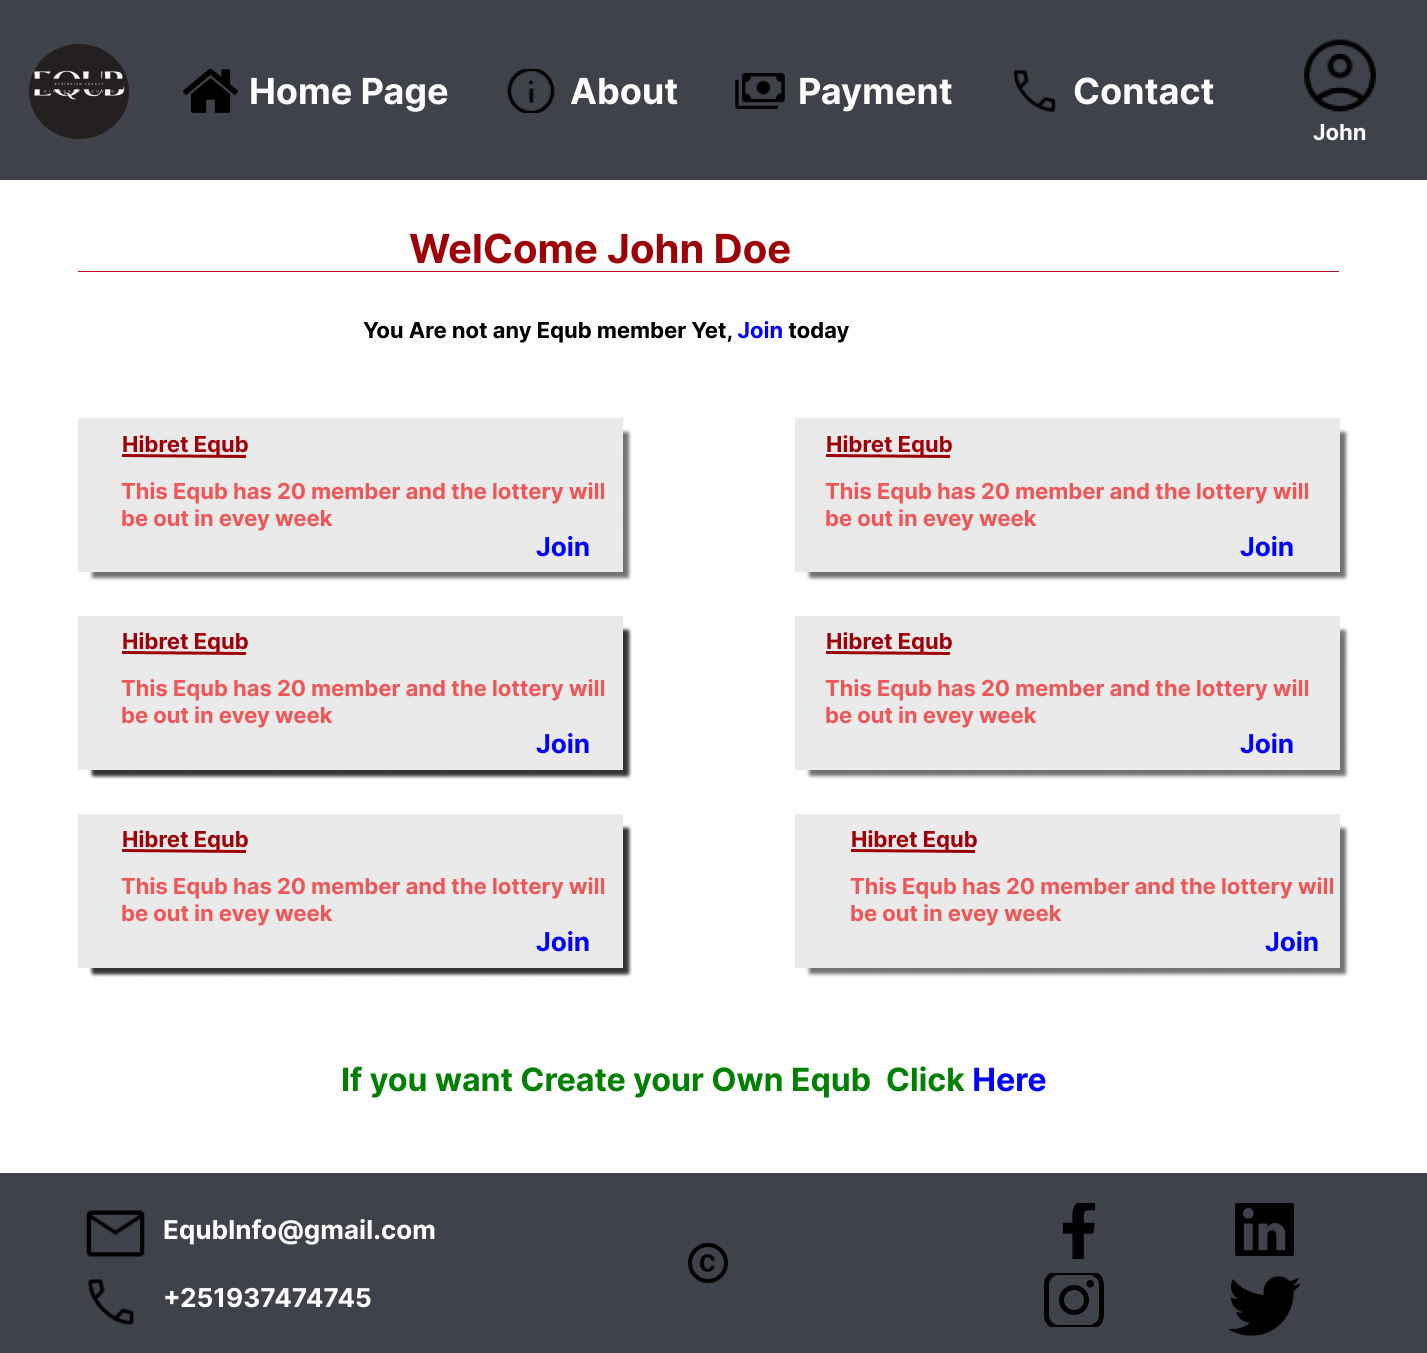 EQUB
Home Page
About
Payment
Contact
John
WelCome John Doe
You Are not any Equb member Yet, Join today
Hibret Equb
This Equb has 20 member and the lottery will
be out in evey week
Join
Hibret Equb
This Equb has 20 member and the lottery will
be out in evey week
Join
Hibret Equb
This Equb has 20 member and the lottery will
be out in evey week
Join
Hibret Equb
This Equb has 20 member and the lottery will
be out in evey week
Join
Hibret Equb
This Equb has 20 member and the lottery will
be out in evey week
Join
Hibret Equb
This Equb has 20 member and the lottery will
be out in evey week
Join
If you want Create your Own Equb  Click Here
EqubInfo@gmail.com
©
+251937474745